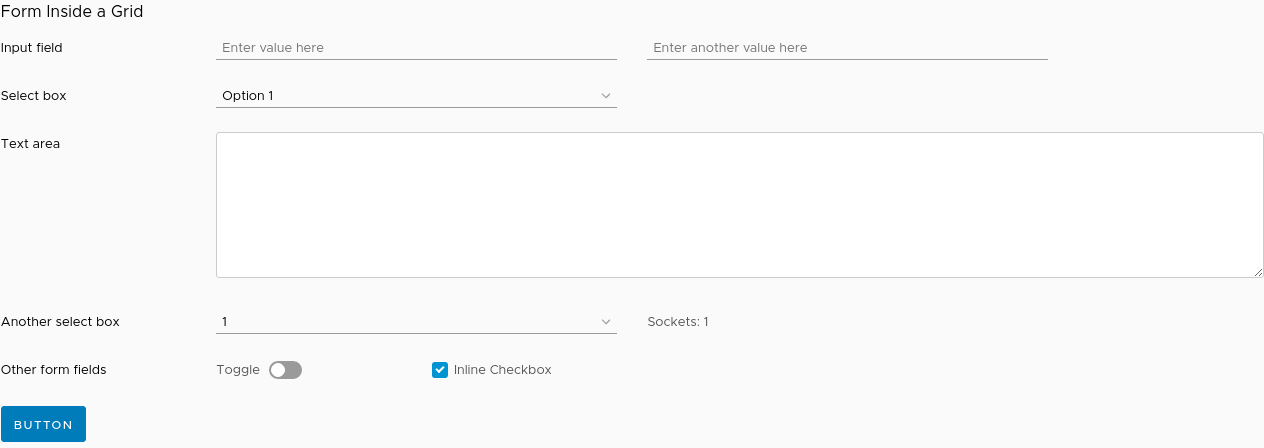 Form Inside a Grid
Input field Enter value here Enter another value here
Select box Option 1
Text area
Another select box 1 Sockets: 1
Other form fields Toggle Inline Checkbox
BUTTON